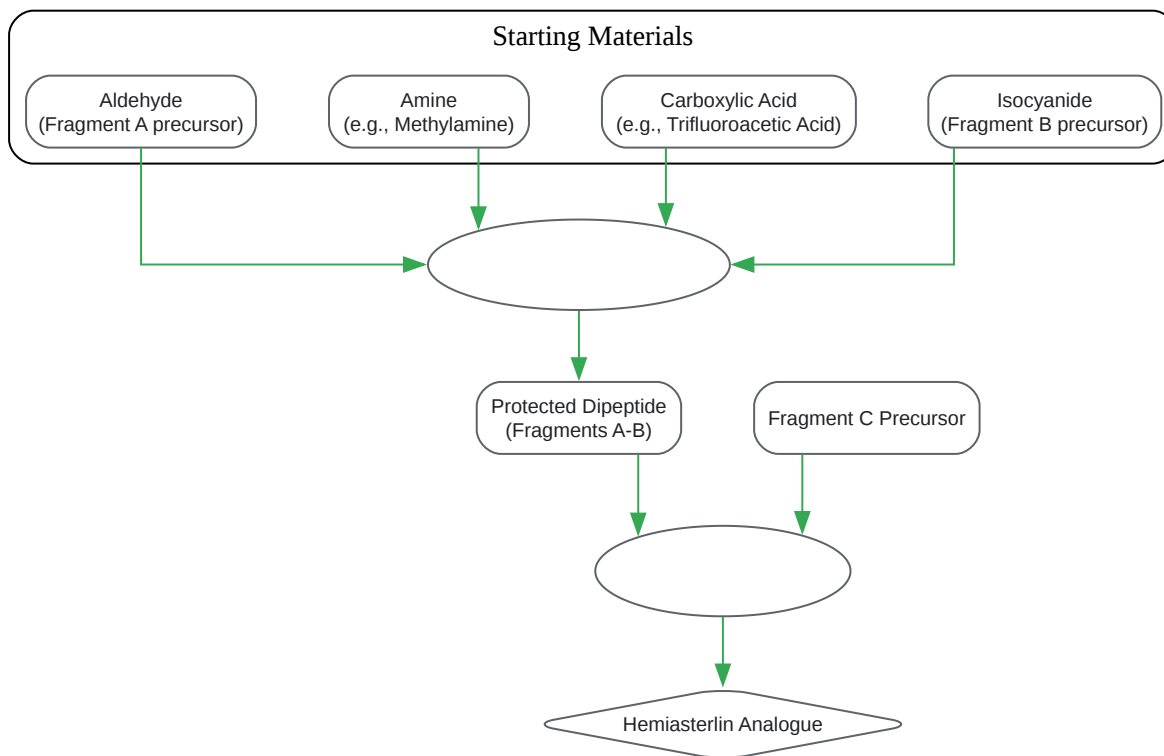 Starting Materials
Aldehyde
(Fragment A precursor)
Amine
(e.g., Methylamine)
Carboxylic Acid
(e.g., Trifluoroacetic Acid)
Isocyanide
(Fragment B precursor)
Protected Dipeptide
(Fragments A-B)
Fragment C Precursor
Hemiasterlin Analogue